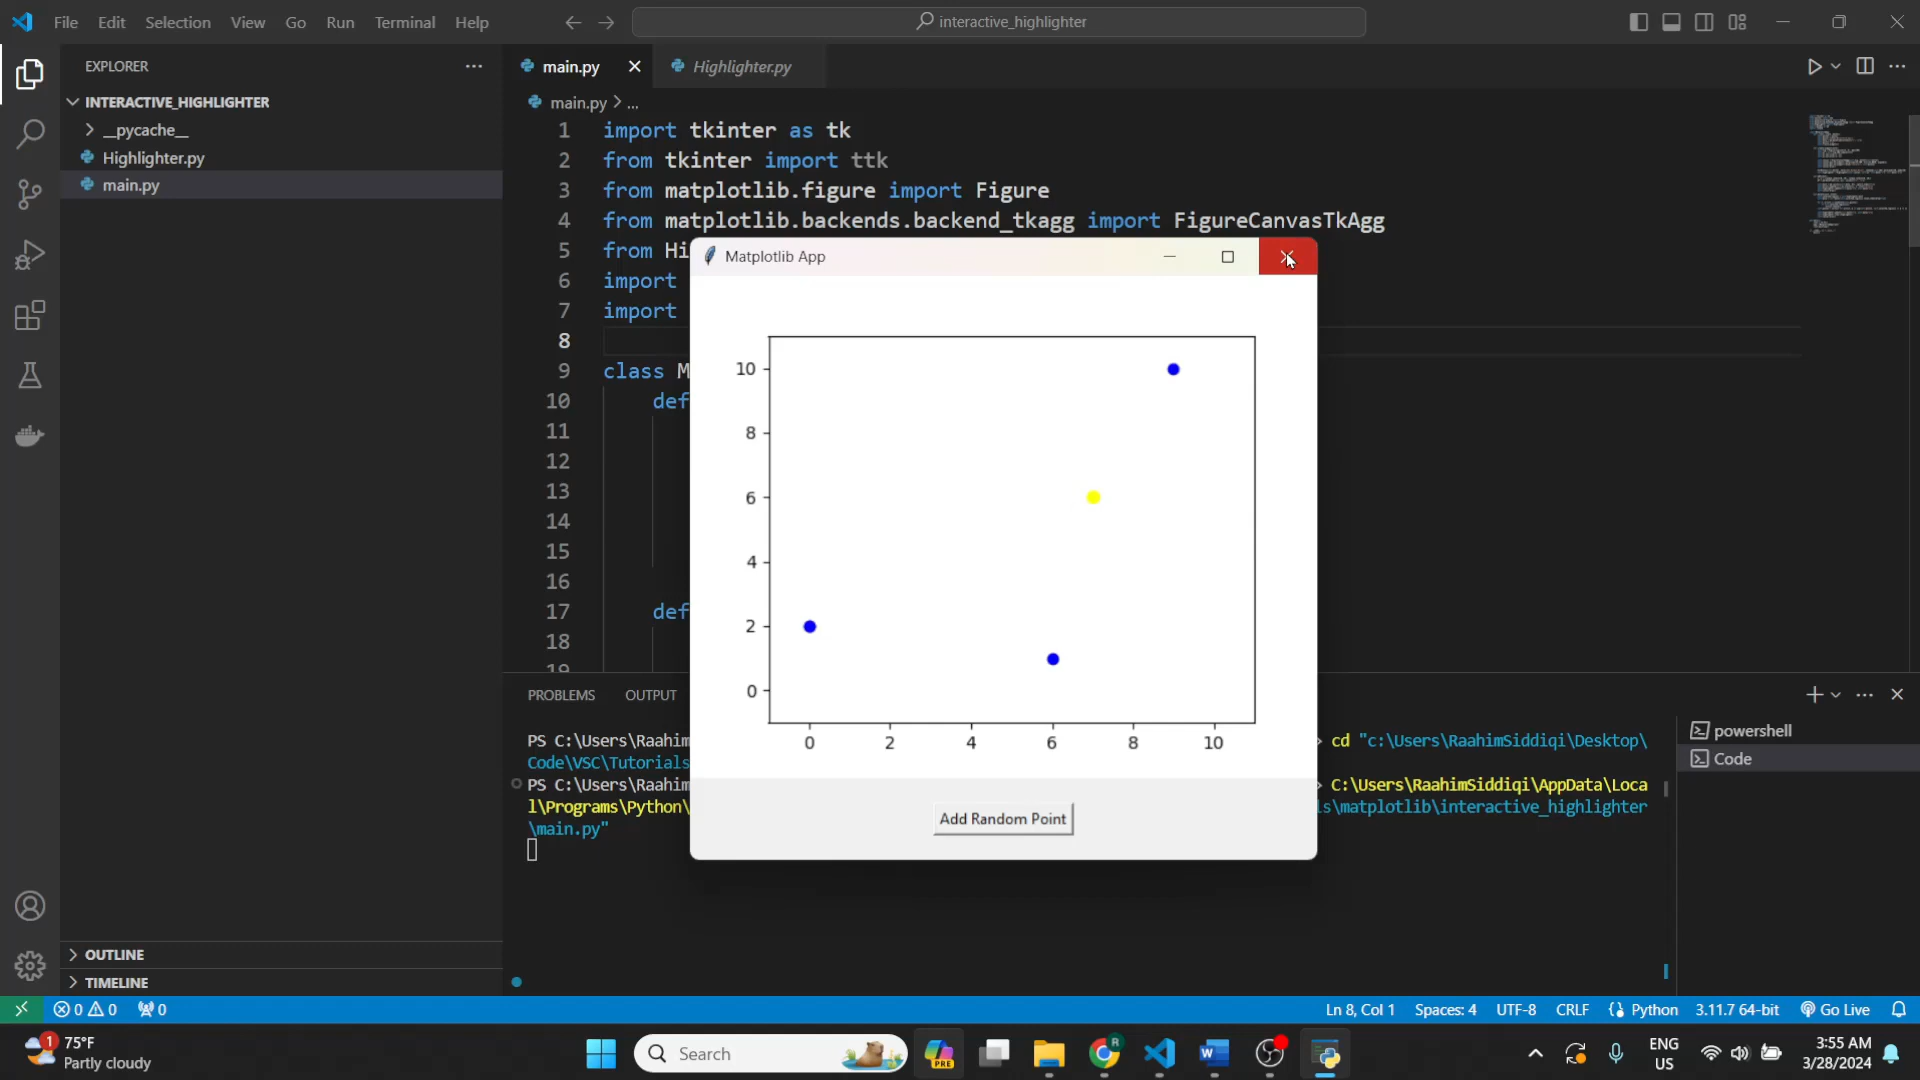 File Edit Selection View Go Run Terminal Help
interactive_highlighter
EXPLORER
INTERACTIVE_HIGHLIGHTER
__pycache__
Highlighter.py
main.py
main.py
Highlighter.py
main.py > ...
1 import tkinter as tk
2 from tkinter import ttk
3 from matplotlib.figure import Figure
4 from matplotlib.backends.backend_tkagg import FigureCanvasTkAgg
5 from Hi
6 import
7 import
8
9 class M
10 def
11
12
13
14
15
16
17 def
18
19
Matplotlib App
10
8
6
4
2
0
0 2 4 6 8 10
Add Random Point
PROBLEMS OUTPUT
PS C:\Users\Raahim > cd "c:\Users\RaahimSiddiqi\Desktop\
Code\VSC\Tutorials
PS C:\Users\Raahim > C:\Users\RaahimSiddiqi\AppData\Loca
l\Programs\Python\ ls\matplotlib\interactive_highlighter
\main.py"
powershell
Code
OUTLINE
TIMELINE
0 0 0
Ln 8, Col 1 Spaces: 4 UTF-8 CRLF {} Python 3.11.7 64-bit Go Live
1
75°F
Partly cloudy
Search
PRE
R
ENG
US
3:55 AM
3/28/2024